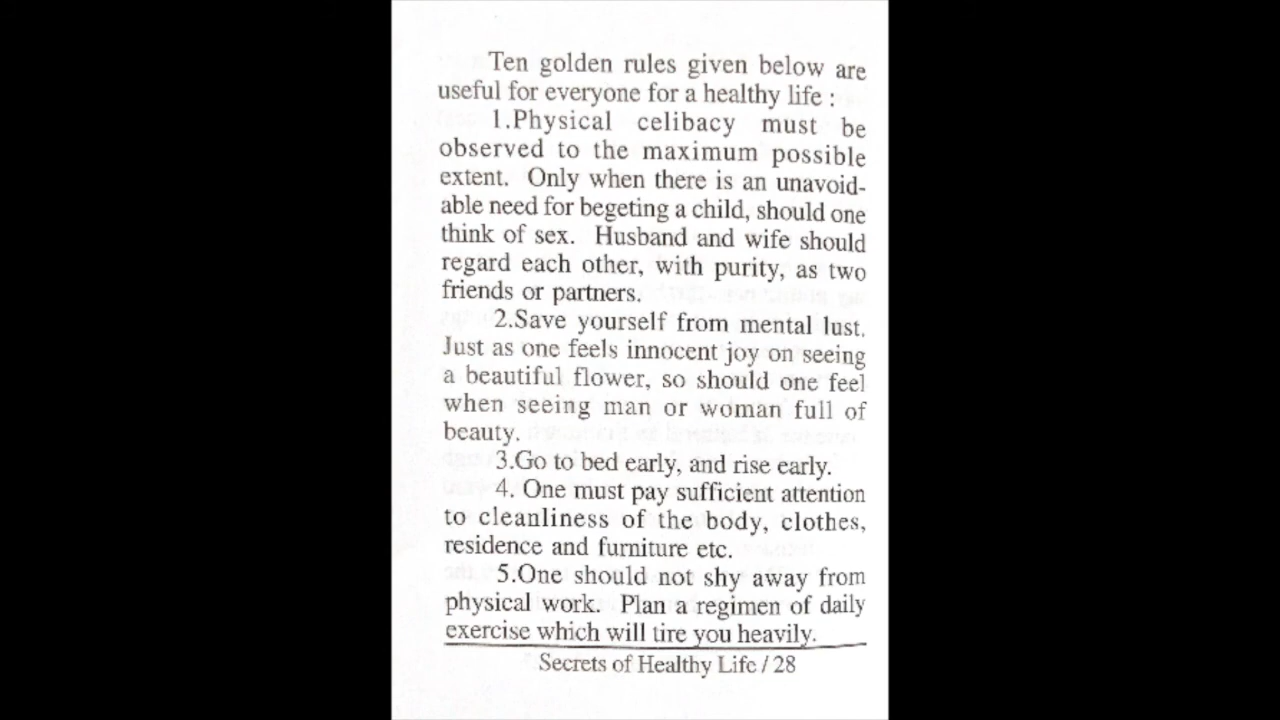 Ten golden rules given below are
useful for everyone for a healthy life :
1.Physical celibacy must be
observed to the maximum possible
extent. Only when there is an unavoid-
able need for begeting a child, should one
think of sex. Husband and wife should
regard each other, with purity, as two
friends or partners.
2.Save yourself from mental lust.
Just as one feels innocent joy on seeing
a beautiful flower, so should one feel
when seeing man or woman full of
beauty.
3.Go to bed early, and rise early.
4. One must pay sufficient attention
to cleanliness of the body, clothes,
residence and furniture etc.
5.One should not shy away from
physical work. Plan a regimen of daily
exercise which will tire you heavily.
Secrets of Healthy Life / 28